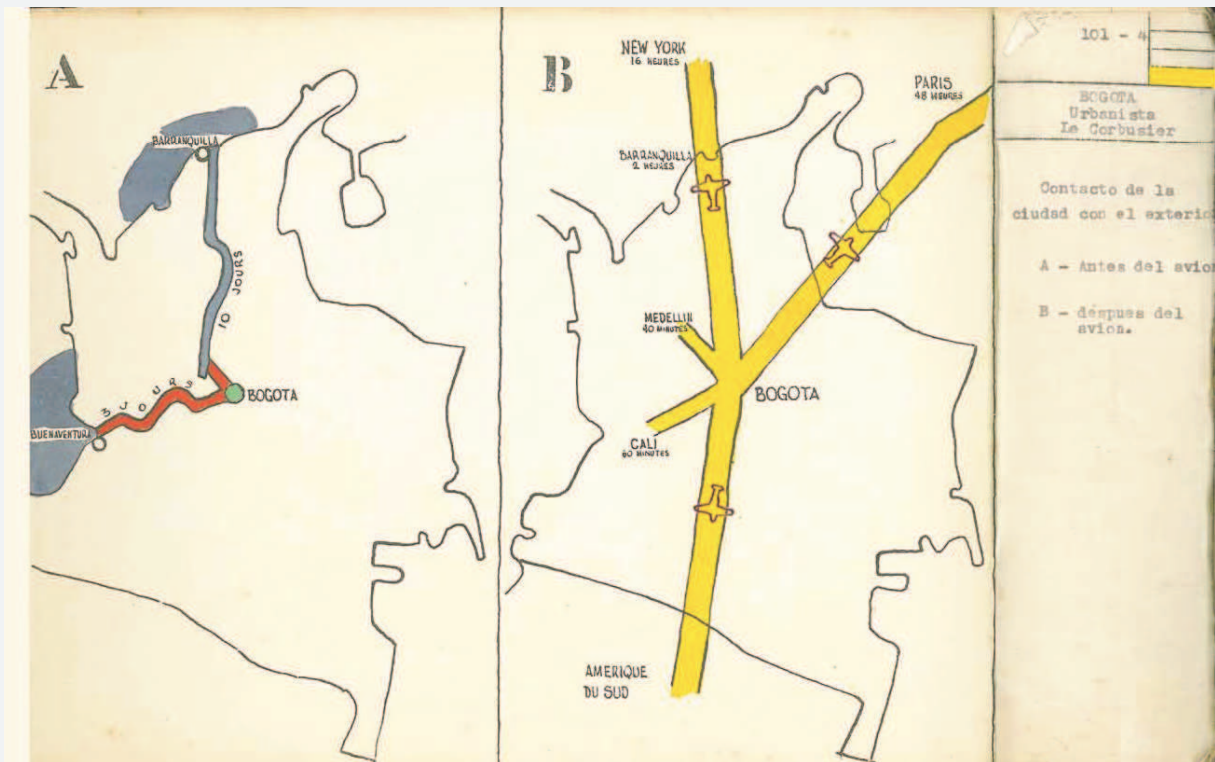 A
BARRANQUILLA
10 JOURS
BOGOTA
3 JOURS
BUENAVENTURA
B
NEW YORK
16 HEURES
PARIS
48 HEURES
BARRANQUILLA
2 HEURES
MEDELLIN
40 MINUTES
BOGOTA
CALI
60 MINUTES
AMERIQUE
DU SUD
101 - 4
BOGOTA
Urbanista
Le Corbusier
Contacto de la
ciudad con el exterio
A - Antes del avion
B - despues del
avion.